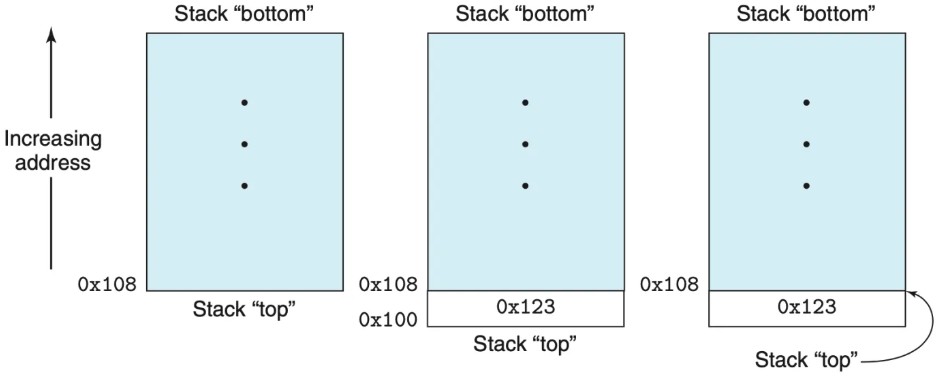 Stack “bottom”
Stack “bottom”
Stack “bottom”
Increasing
address
0x108
Stack “top”
0x108
0x123
0x100
Stack “top”
0x108
0x123
Stack “top”